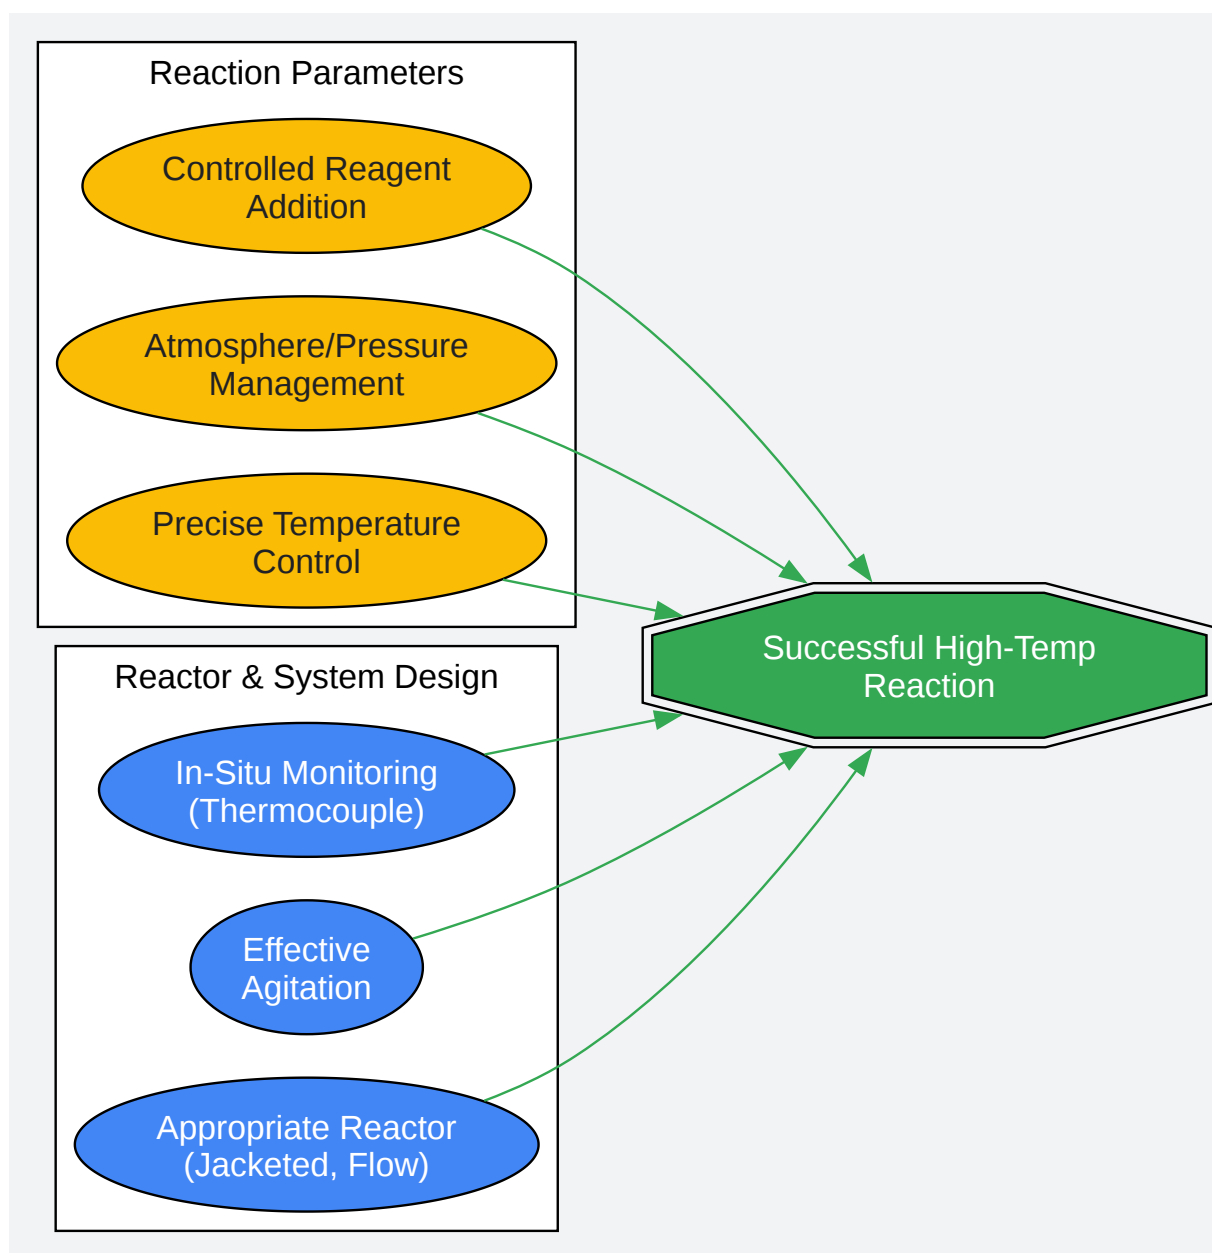 Reaction Parameters
Controlled Reagent
Addition
Atmosphere/Pressure
Management
Precise Temperature
Control
Reactor & System Design
In-Situ Monitoring
(Thermocouple)
Effective
Agitation
Appropriate Reactor
(Jacketed, Flow)
Successful High-Temp
Reaction